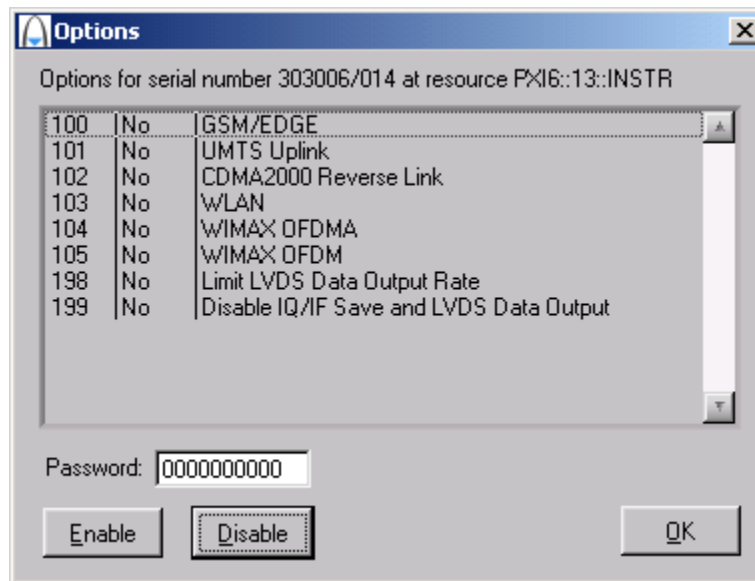 Options
Options for serial number 303006/014 at resource PXI6::13::INSTR
100 |No |GSM/EDGE
101 |No |UMTS Uplink
102 |No |CDMA2000 Reverse Link
103 |No |WLAN
104 |No |WIMAX OFDMA
105 |No |WIMAX OFDM
198 |No |Limit LVDS Data Output Rate
199 |No |Disable IQ/IF Save and LVDS Data Output
Password: 0000000000
Enable Disable OK